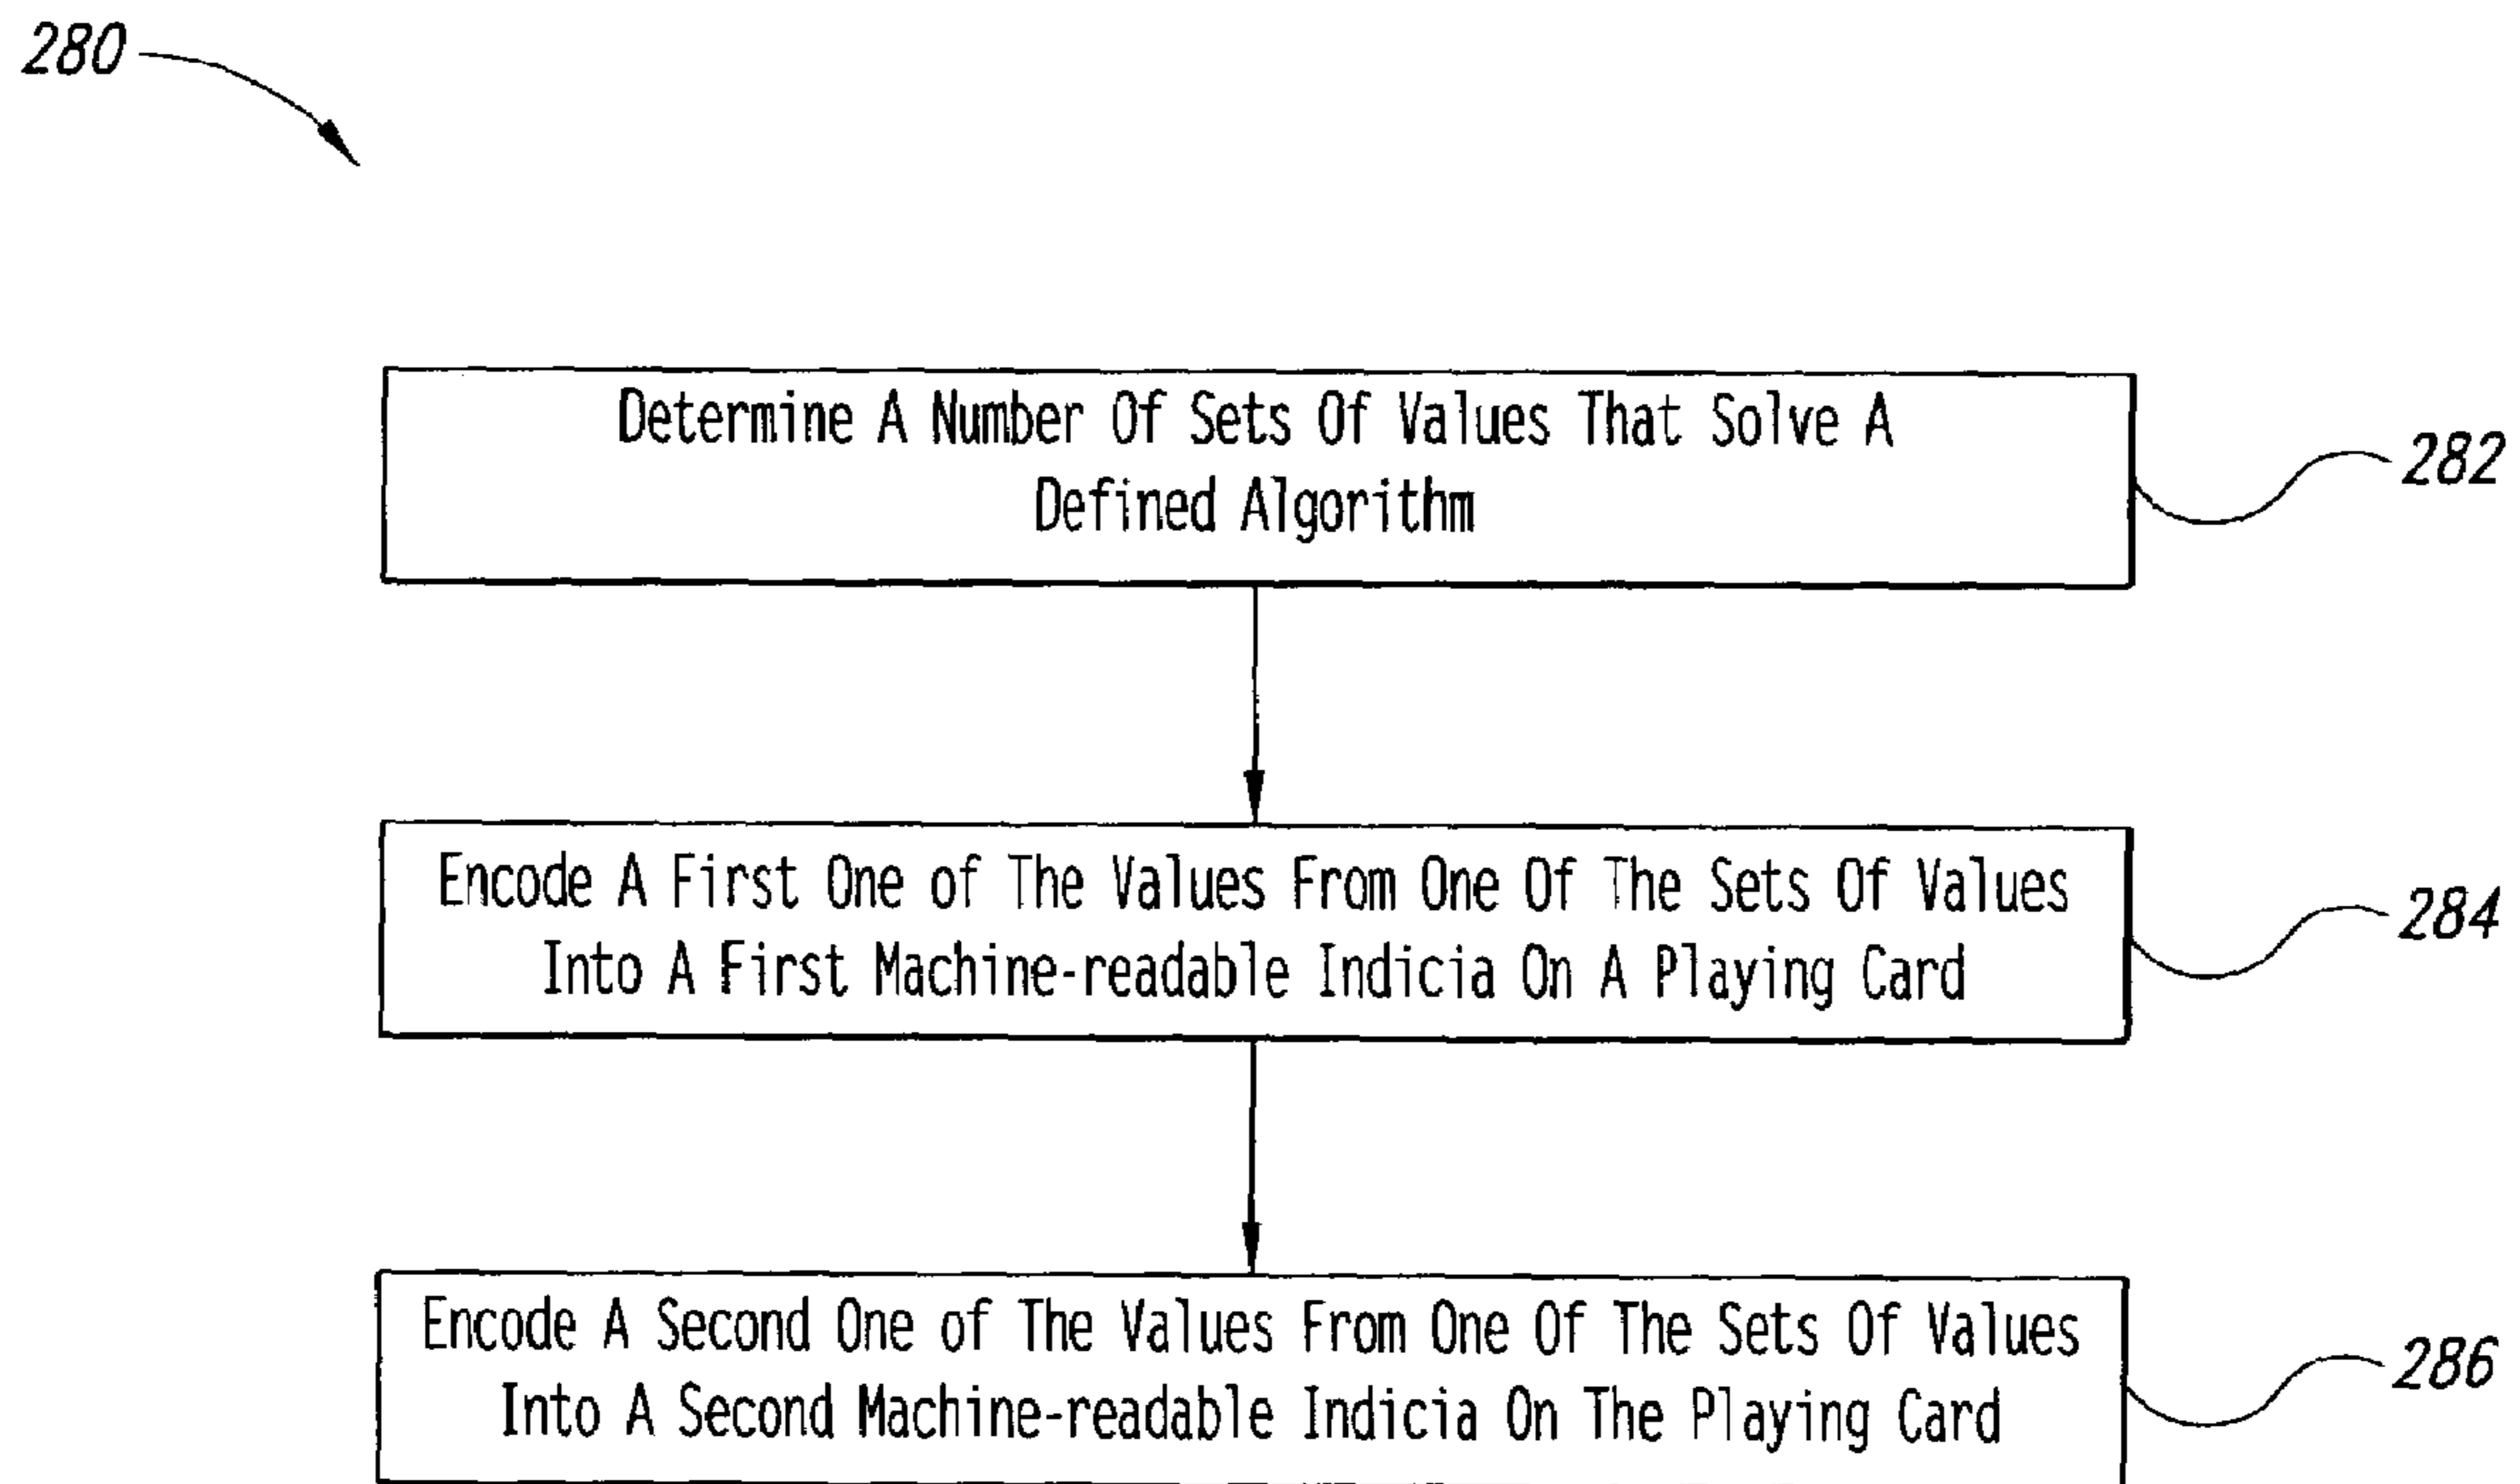 280
Determine A Number Of Sets Of Values That Solve A
Defined Algorithm
282
Encode A First One of The Values From One Of The Sets Of Values
Into A First Machine-readable Indicia On A Playing Card
284
Encode A Second One of The Values From One Of The Sets Of Values
Into A Second Machine-readable Indicia On The Playing Card
286